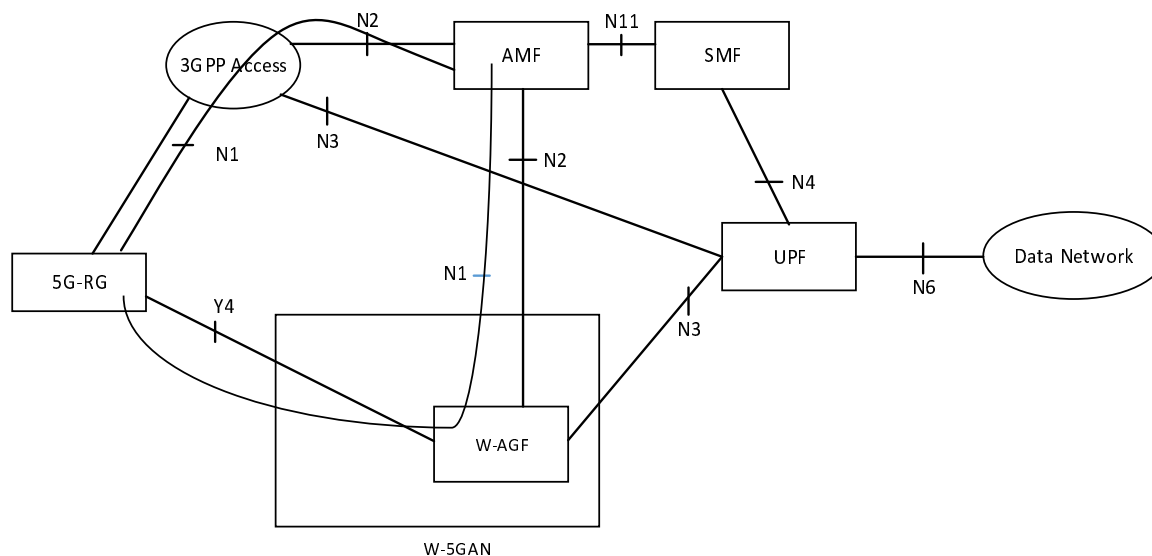 N2
N11
3GPP Access
AMF
SMF
N3
N1
N2
N4
5G-RG
N1
UPF
Data Network
N6
Y4
N3
W-AGF
W-5GAN